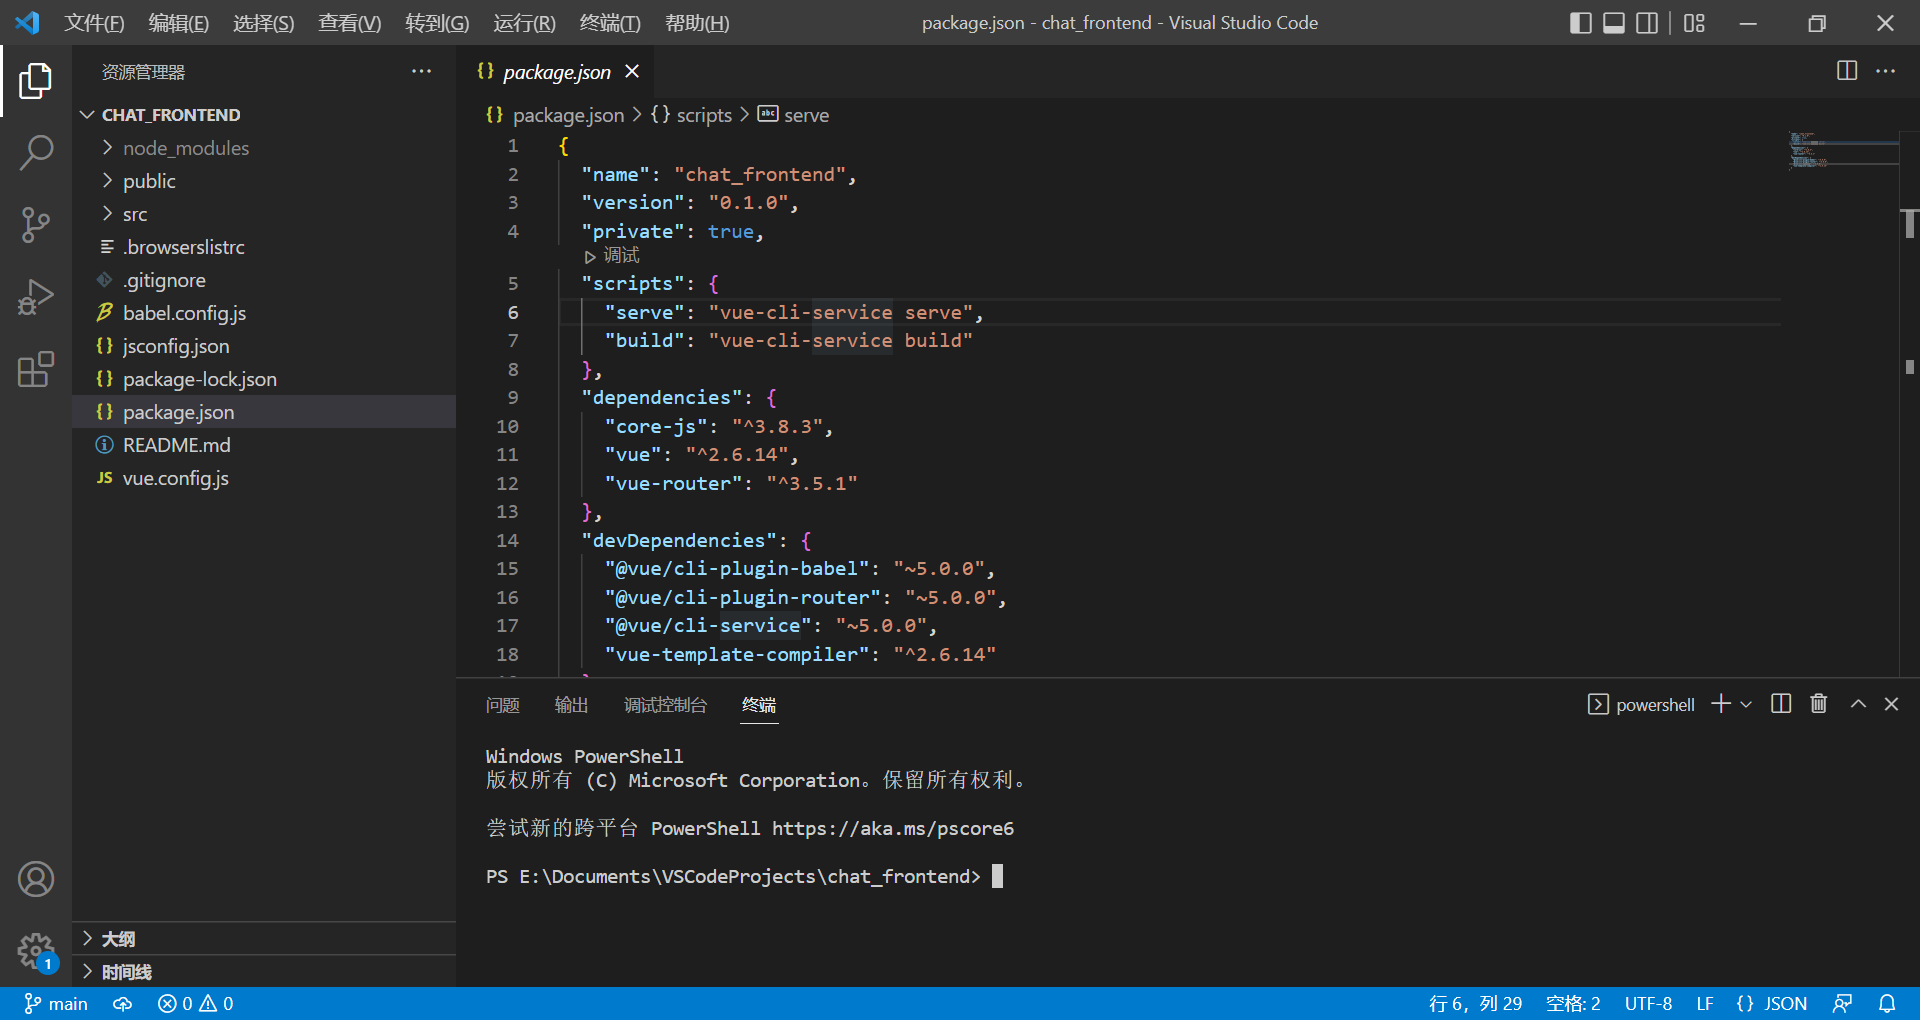 文件(F) 编辑(E) 选择(S) 查看(V) 转到(G) 运行(R) 终端(T) 帮助(H) package.json - chat_frontend - Visual Studio Code
资源管理器
CHAT_FRONTEND
node_modules
public
src
.browserslistrc
.gitignore
babel.config.js
jsconfig.json
package-lock.json
package.json
README.md
JS vue.config.js
大纲
时间线
{} package.json
{} package.json > {} scripts > abc serve
1 {
2 "name": "chat_frontend",
3 "version": "0.1.0",
4 "private": true,
调试
5 "scripts": {
6 "serve": "vue-cli-service serve",
7 "build": "vue-cli-service build"
8 },
9 "dependencies": {
10 "core-js": "^3.8.3",
11 "vue": "^2.6.14",
12 "vue-router": "^3.5.1"
13 },
14 "devDependencies": {
15 "@vue/cli-plugin-babel": "~5.0.0",
16 "@vue/cli-plugin-router": "~5.0.0",
17 "@vue/cli-service": "~5.0.0",
18 "vue-template-compiler": "^2.6.14"
问题 输出 调试控制台 终端 powershell
Windows PowerShell
版权所有 (C) Microsoft Corporation。保留所有权利。
尝试新的跨平台 PowerShell https://aka.ms/pscore6
PS E:\Documents\VSCodeProjects\chat_frontend>
1
main 0 0 行 6，列 29 空格: 2 UTF-8 LF {} JSON